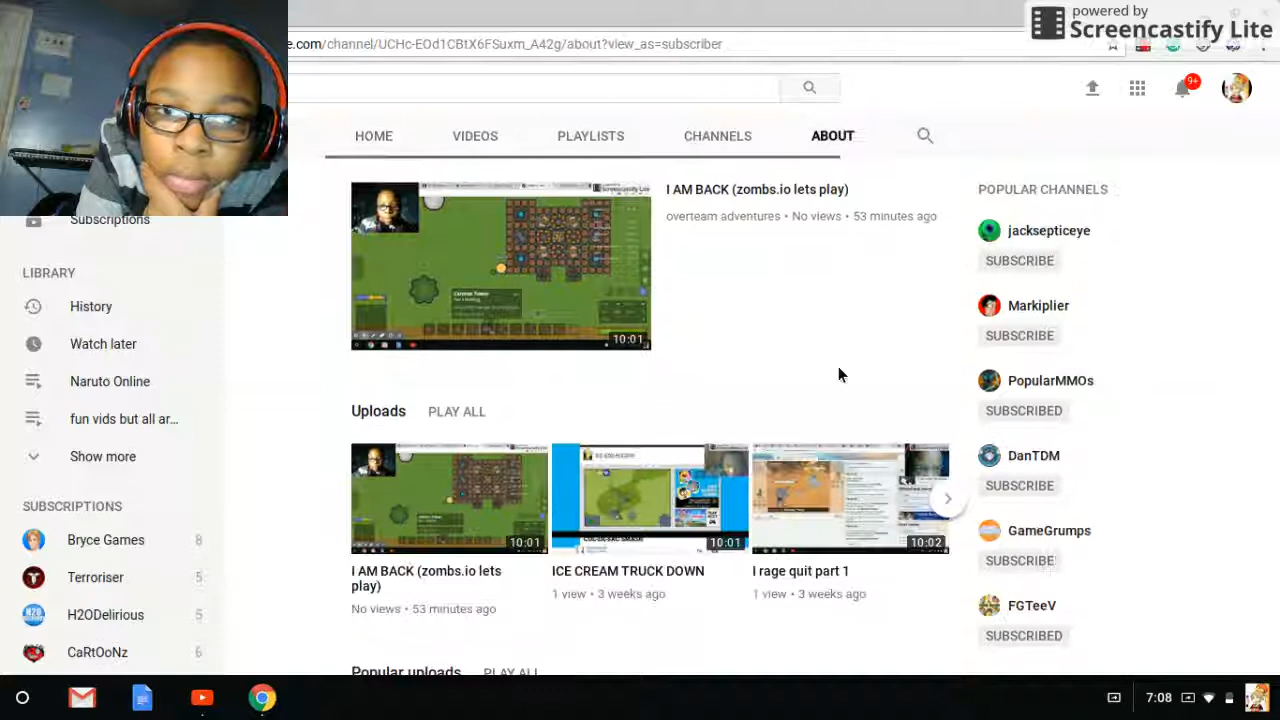 powered by
Screencastify Lite
e.com/channel/UCHc-EOd1CBIX6FSuxm_A42g/about?view_as=subscriber
9+
HOME VIDEOS PLAYLISTS CHANNELS ABOUT
Subscriptions
LIBRARY
History
Watch later
Naruto Online
fun vids but all ar...
Show more
SUBSCRIPTIONS
Bryce Games 8
Terroriser 5
H2ODelirious 5
CaRtOoNz 6
10:01
I AM BACK (zombs.io lets play)
overteam adventures • No views • 53 minutes ago
Uploads PLAY ALL
10:01
I AM BACK (zombs.io lets
play)
No views • 53 minutes ago
10:01
ICE CREAM TRUCK DOWN
1 view • 3 weeks ago
10:02
I rage quit part 1
1 view • 3 weeks ago
Popular uploads PLAY ALL
POPULAR CHANNELS
jacksepticeye
SUBSCRIBE
Markiplier
SUBSCRIBE
PopularMMOs
SUBSCRIBED
DanTDM
SUBSCRIBE
GameGrumps
SUBSCRIBE
FGTeeV
SUBSCRIBED
7:08